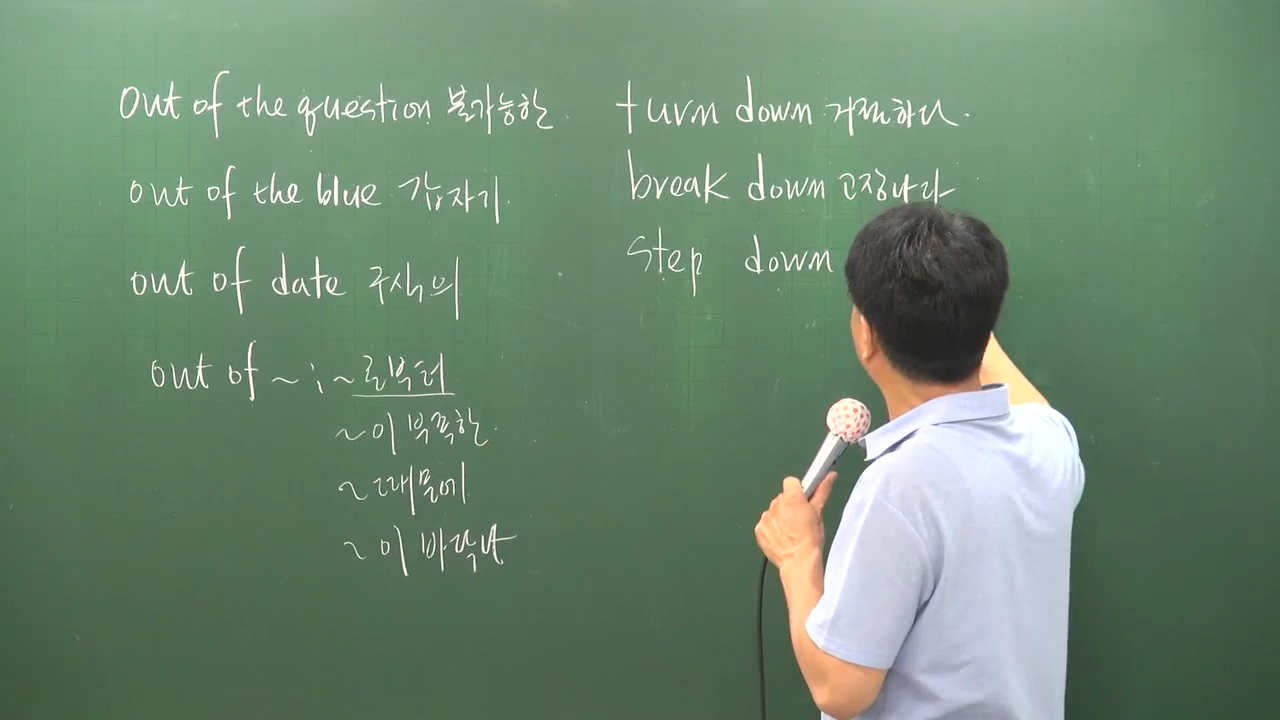 out of the question 불가능한
out of the blue 갑자기
out of date 구식의
out of ~ : ~로부터
~이 부족한
~때문에
~이 바닥나
turn down 거절하다.
break down 고장나다
step down